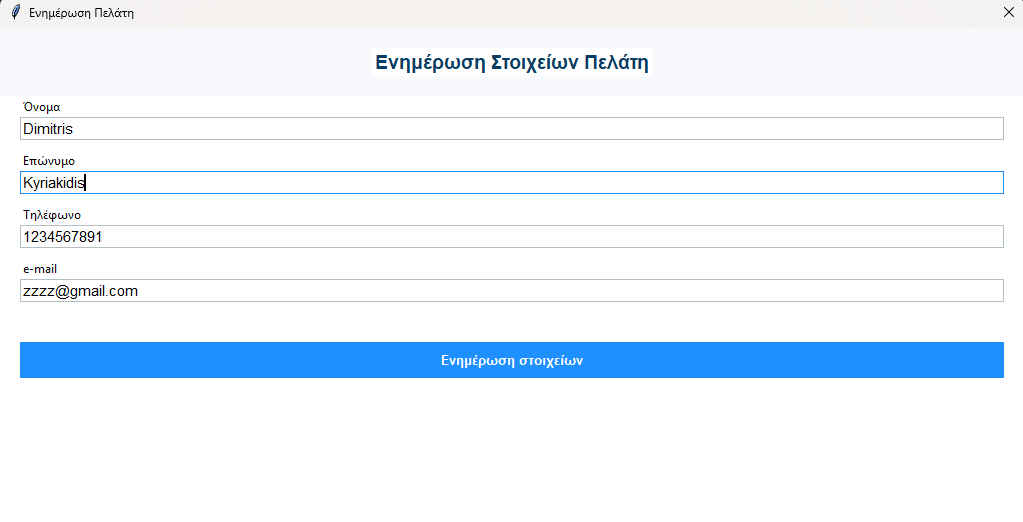 Ενημέρωση Πελάτη
Ενημέρωση Στοιχείων Πελάτη
Όνομα
Dimitris
Επώνυμο
Kyriakidis
Τηλέφωνο
1234567891
e-mail
zzzz@gmail.com
Ενημέρωση στοιχείων